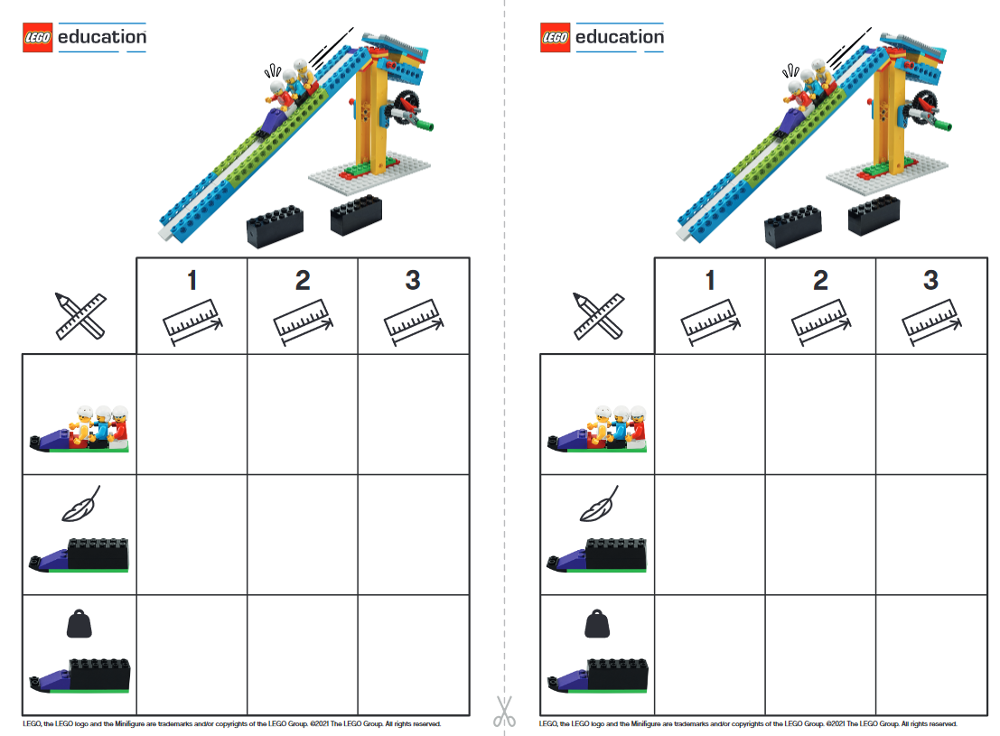 LEGO education
1 2 3
LEGO, the LEGO logo and the Minifigure are trademarks and/or copyrights of the LEGO Group. ©2021 The LEGO Group. All rights reserved.
LEGO education
1 2 3
LEGO, the LEGO logo and the Minifigure are trademarks and/or copyrights of the LEGO Group. ©2021 The LEGO Group. All rights reserved.